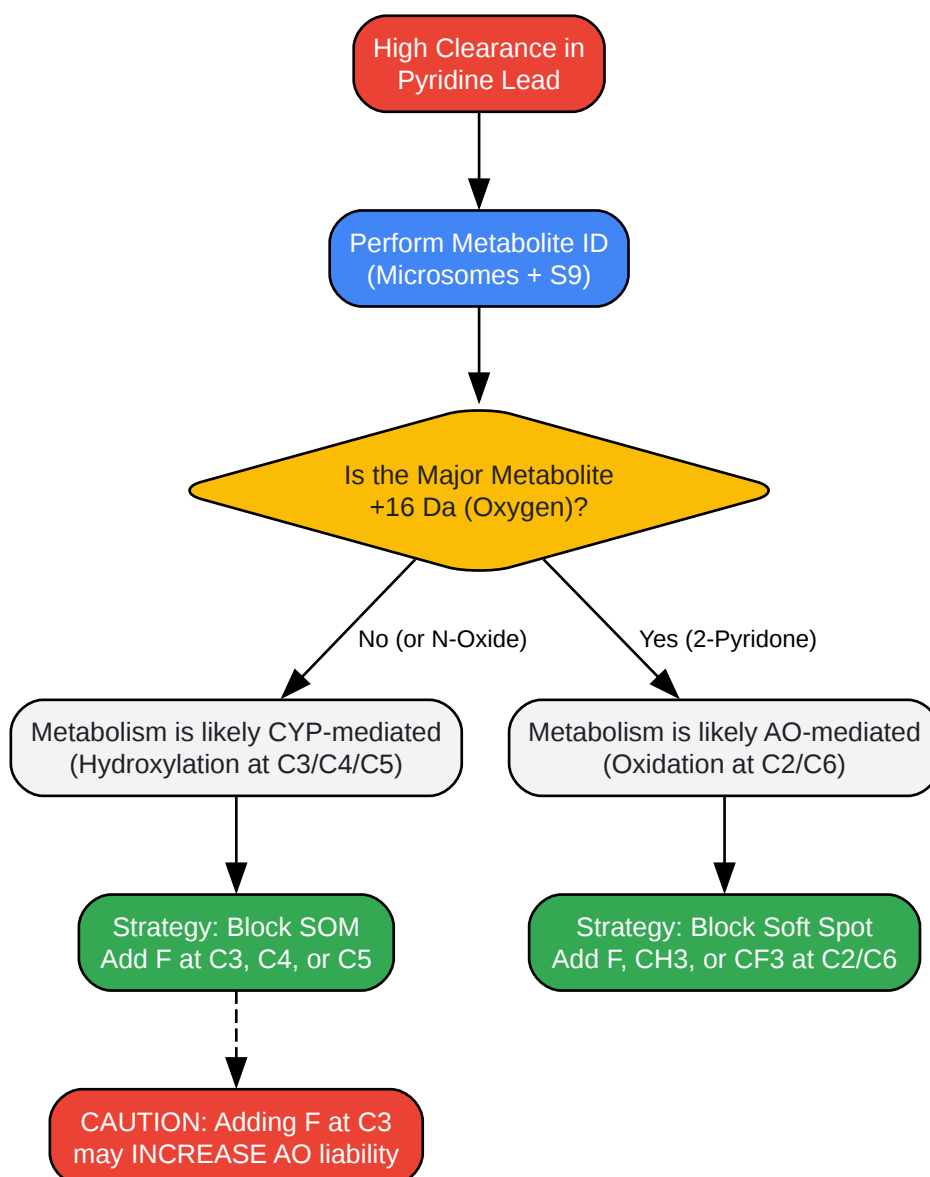 High Clearance in
Pyridine Lead
Perform Metabolite ID
(Microsomes + S9)
Is the Major Metabolite
+16 Da (Oxygen)?
No (or N-Oxide)
Yes (2-Pyridone)
Metabolism is likely CYP-mediated
(Hydroxylation at C3/C4/C5)
Metabolism is likely AO-mediated
(Oxidation at C2/C6)
Strategy: Block SOM
Add F at C3, C4, or C5
Strategy: Block Soft Spot
Add F, CH3, or CF3 at C2/C6
CAUTION: Adding F at C3
may INCREASE AO liability